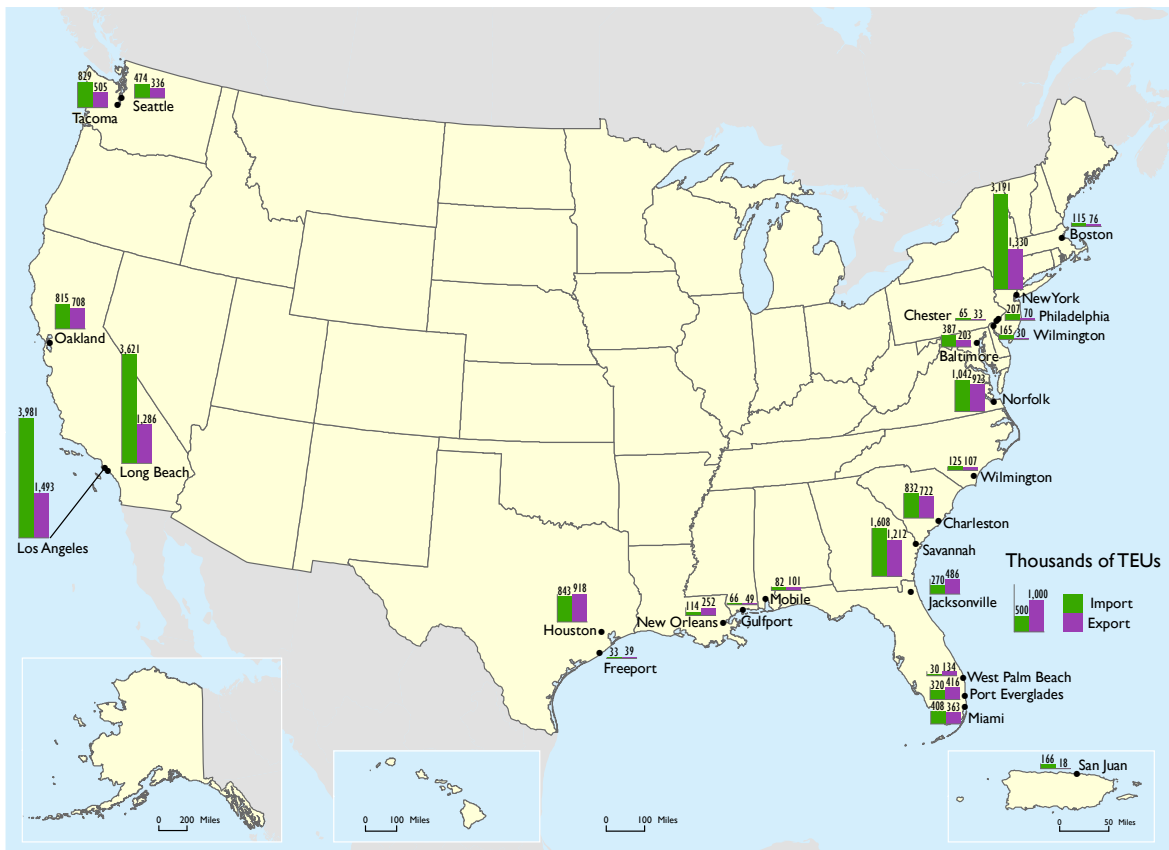 829
505
Tacoma
474
336
Seattle
815
708
Oakland
3,621
1,286
Long Beach
3,981
1,493
Los Angeles
3,191
1,330
New York
115 76
Boston
Chester 65 33
207 70 Philadelphia
165 30 Wilmington
387
203
Baltimore
1,042
923
Norfolk
125 107
Wilmington
832
722
Charleston
1,608
1,212
Savannah
270
486
Jacksonville
843 918
Houston
33 39
Freeport
114 252
New Orleans
66 49
Gulfport
82 101
Mobile
30 134
West Palm Beach
320 416
Port Everglades
408 363
Miami
Thousands of TEUs
500
1,000
Import
Export
166 18
San Juan
0 200 Miles
0 100 Miles
0 100 Miles
0 50 Miles